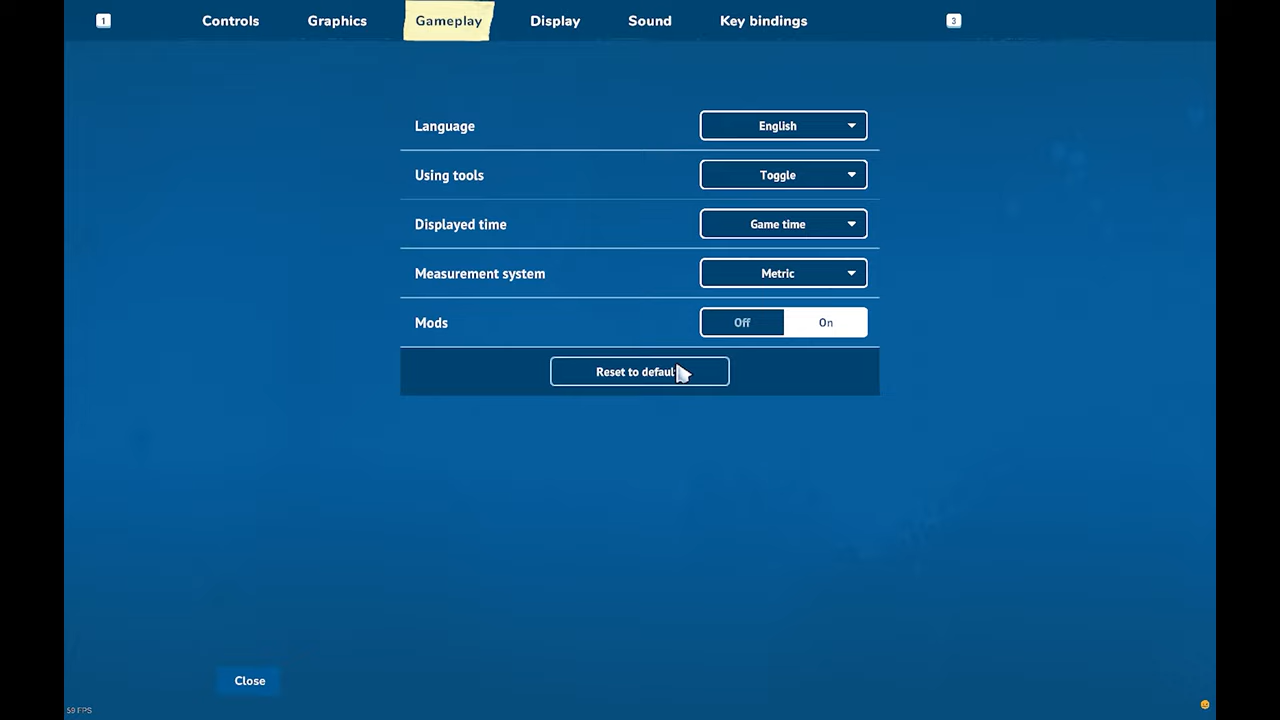 1 Controls Graphics Gameplay Display Sound Key bindings 3
Language English
Using tools Toggle
Displayed time Game time
Measurement system Metric
Mods Off On
Reset to defaul
Close
59 FPS